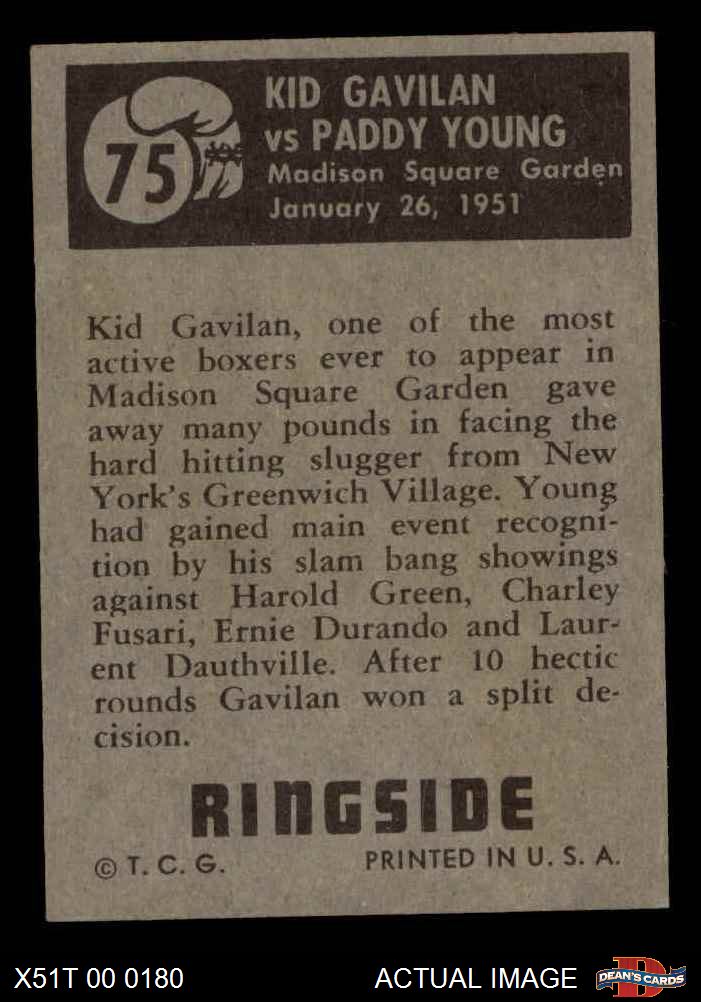 75
KID GAVILAN
vs PADDY YOUNG
Madison Square Garden
January 26, 1951
Kid Gavilan, one of the most
active boxers ever to appear in
Madison Square Garden gave
away many pounds in facing the
hard hitting slugger from New
York's Greenwich Village. Young
had gained main event recogni-
tion by his slam bang showings
against Harold Green, Charley
Fusari, Ernie Durando and Laur-
ent Dauthville. After 10 hectic
rounds Gavilan won a split de-
cision.
RINGSIDE
© T. C. G.
PRINTED IN U. S. A.
X51T 00 0180
ACTUAL IMAGE
D
DEAN'S CARDS